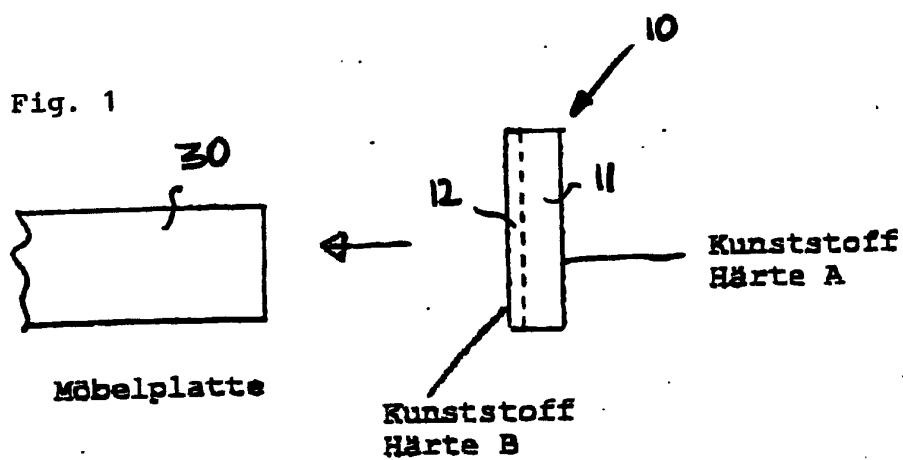 10
Fig. 1
30
12
11
Kunststoff
Härte A
Möbelplatte
Kunststoff
Härte B